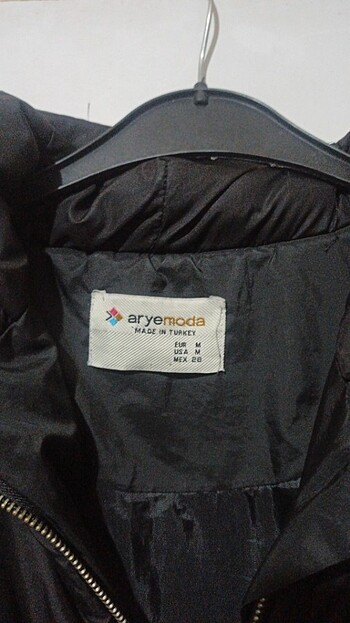 aryemoda
MADE IN TURKEY
EUR M
USA M
MEX 28